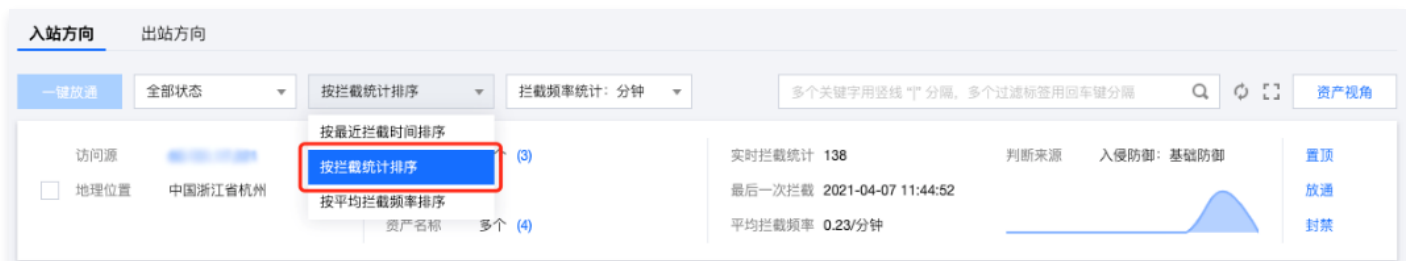 入站方向 出站方向
一键放通 全部状态 按拦截统计排序 拦截频率统计：分钟 多个关键字用竖线 "|" 分隔，多个过滤标签用回车键分隔 资产视角
按最近拦截时间排序
按拦截统计排序
按平均拦截频率排序
访问源 个 (3) 实时拦截统计 138 判断来源 入侵防御：基础防御 置顶
地理位置 中国浙江省杭州 最后一次拦截 2021-04-07 11:44:52 放通
资产名称 多个 (4) 平均拦截频率 0.23/分钟 封禁